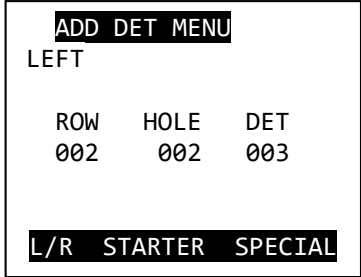 ADD DET MENU
LEFT
ROW HOLE DET
002 002 003
L/R STARTER SPECIAL